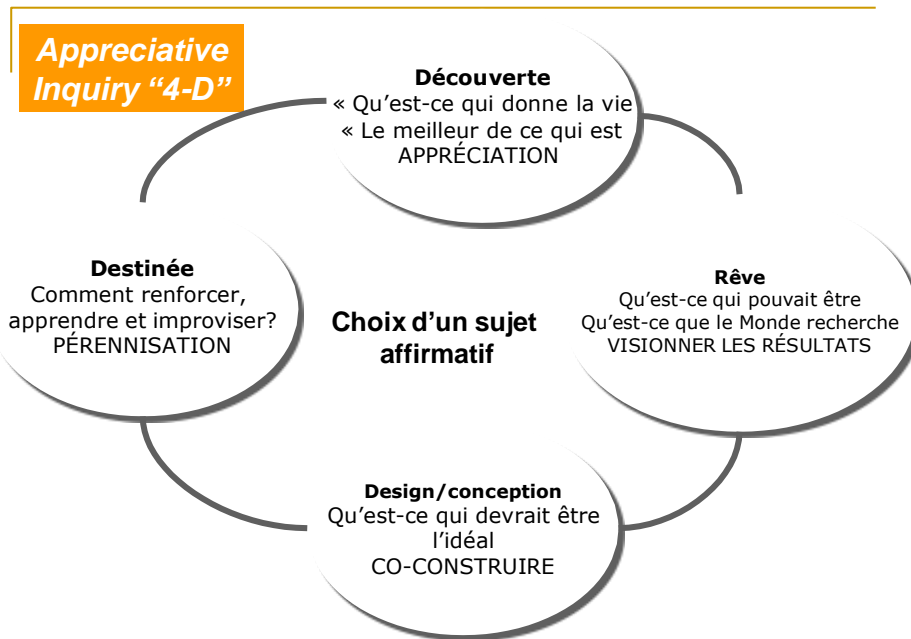 Appreciative
Inquiry “4-D”
Découverte
« Qu’est-ce qui donne la vie
« Le meilleur de ce qui est
APPRÉCIATION
Rêve
Qu’est-ce qui pouvait être
Qu’est-ce que le Monde recherche
VISIONNER LES RÉSULTATS
Design/conception
Qu’est-ce qui devrait être
l’idéal
CO-CONSTRUIRE
Destinée
Comment renforcer,
apprendre et improviser?
PÉRENNISATION
Choix d’un sujet
affirmatif